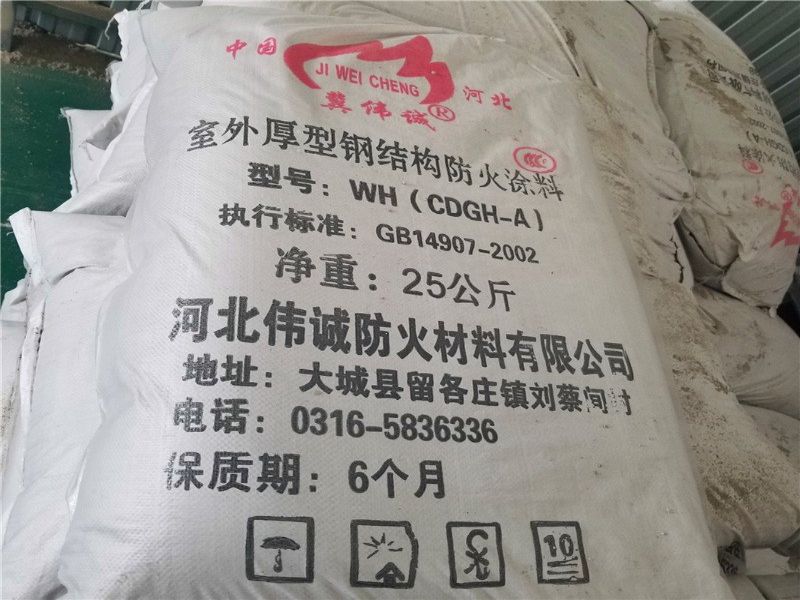 中国 JI WEI CHENG 河北
冀伟诚®
室外厚型钢结构防火涂料
型号：WH（CDGH-A）
执行标准：GB14907-2002
净重：25公斤
河北伟诚防火材料有限公司
地址：大城县留各庄镇刘蔡间村
电话：0316-5836336
保质期：6个月
10